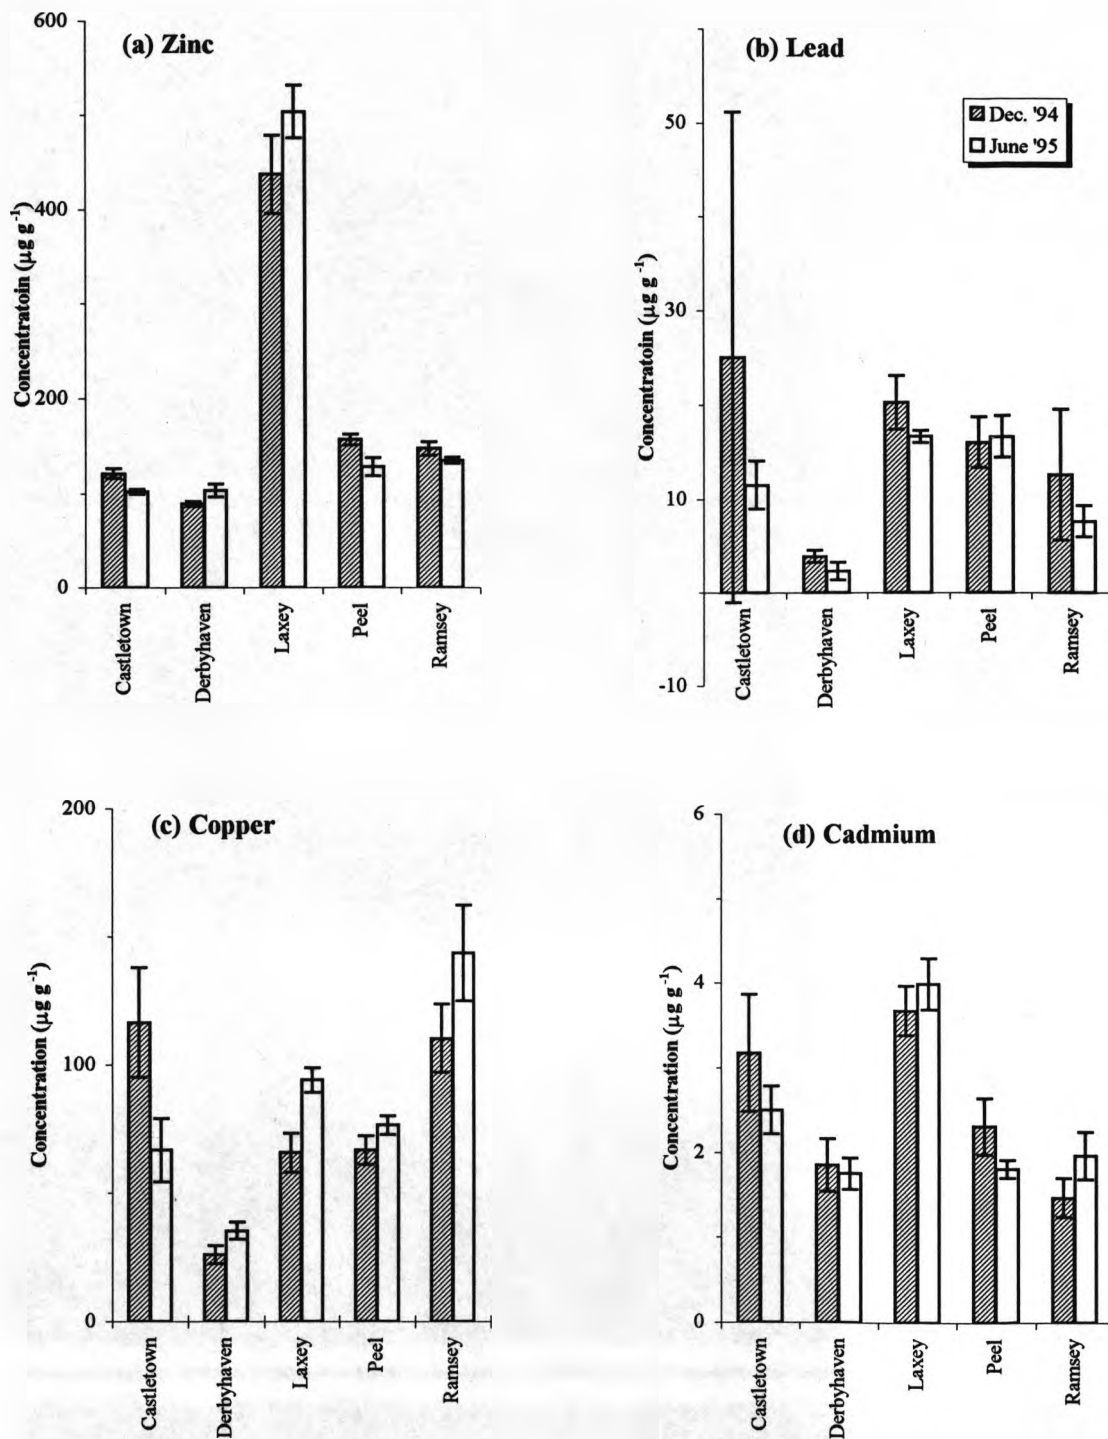 (a) Zinc
600
400
200
0
Concentratoin (µg g⁻¹)
Castletown
Derbyhaven
Laxey
Peel
Ramsey
(b) Lead
Dec. '94
June '95
50
30
10
-10
Concentratoin (µg g⁻¹)
Castletown
Derbyhaven
Laxey
Peel
Ramsey
(c) Copper
200
100
0
Concentration (µg g⁻¹)
Castletown
Derbyhaven
Laxey
Peel
Ramsey
(d) Cadmium
6
4
2
0
Concentration (µg g⁻¹)
Castletown
Derbyhaven
Laxey
Peel
Ramsey